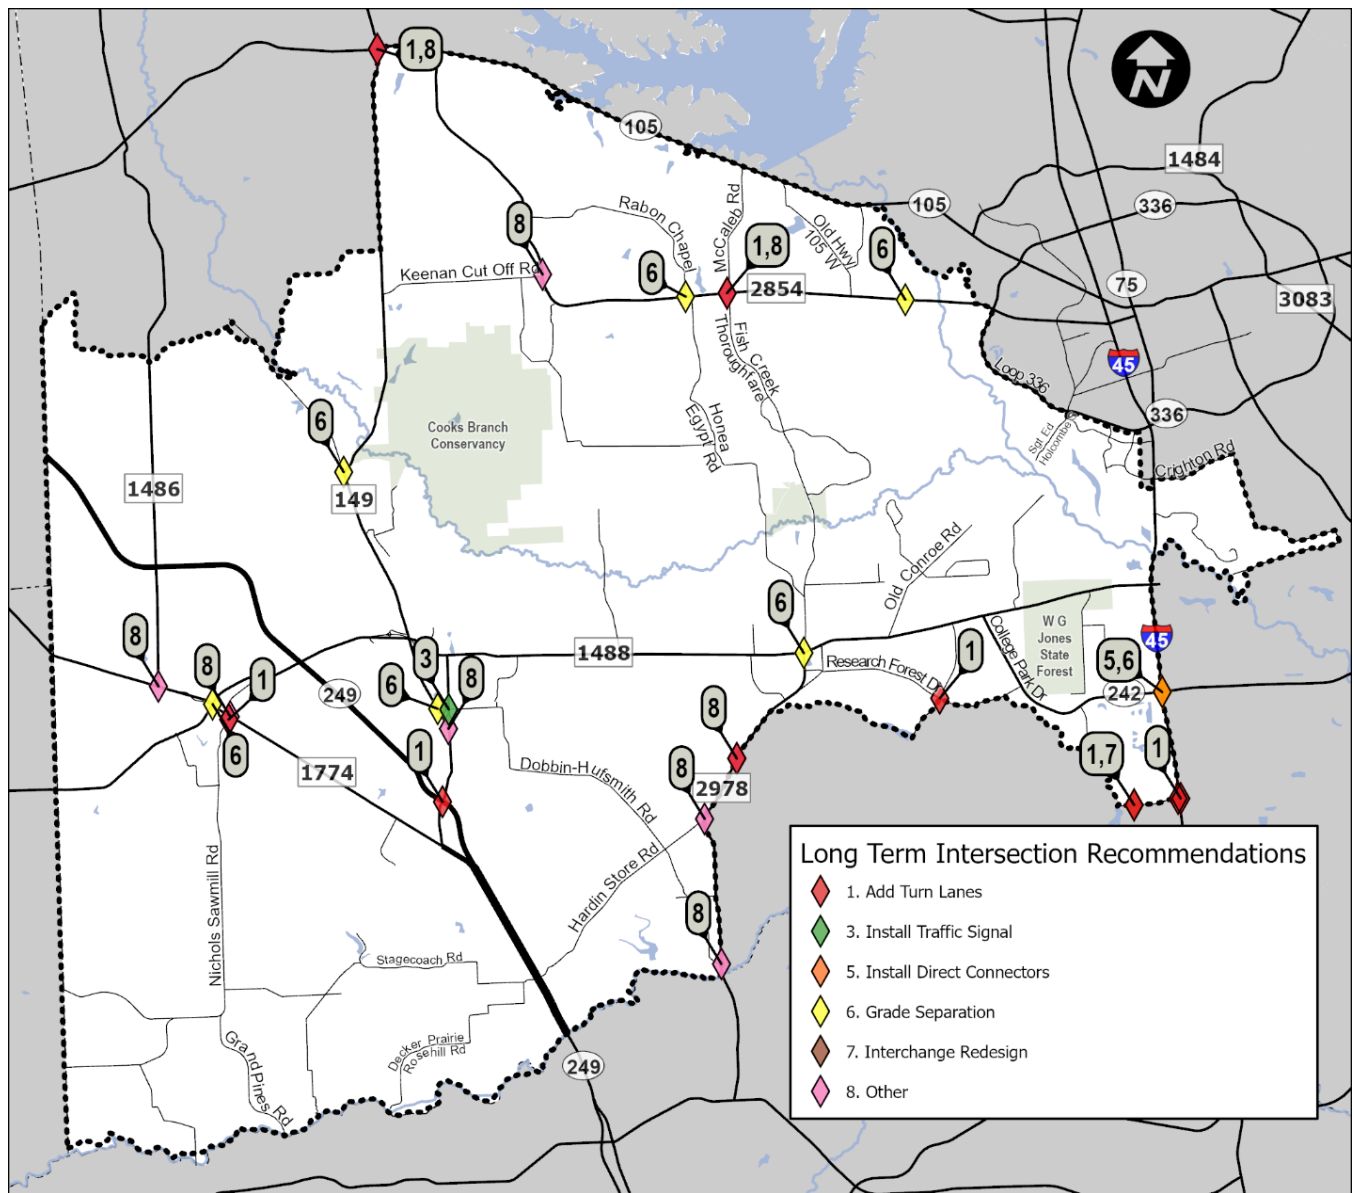 1,8
N
105
1484
105
336
Rabon Chapel
McCaleb Rd
Old Hwy
105 W
8
1,8
6
6
Keenan Cut Off Rd
2854
75
3083
Fish Creek
Thoroughfare
45
Loop 336
6
Cooks Branch
Conservancy
Honea
Egypt Rd
336
Sgt Ed
Holcombe
Crighton Rd
1486
149
Old Conroe Rd
6
8
W G
Jones
State
Forest
College Park Dr
45
8
3
1
1488
1
5,6
Research Forest Dr
6
8
249
242
8
6
1
1,7
1
8
1774
Dobbin-Hufsmith Rd
2978
Nichols Sawmill Rd
Hardin Store Rd
8
Stagecoach Rd
Grand Pines Rd
Decker Prairie
Rosehill Rd
249
Long Term Intersection Recommendations
1. Add Turn Lanes
3. Install Traffic Signal
5. Install Direct Connectors
6. Grade Separation
7. Interchange Redesign
8. Other